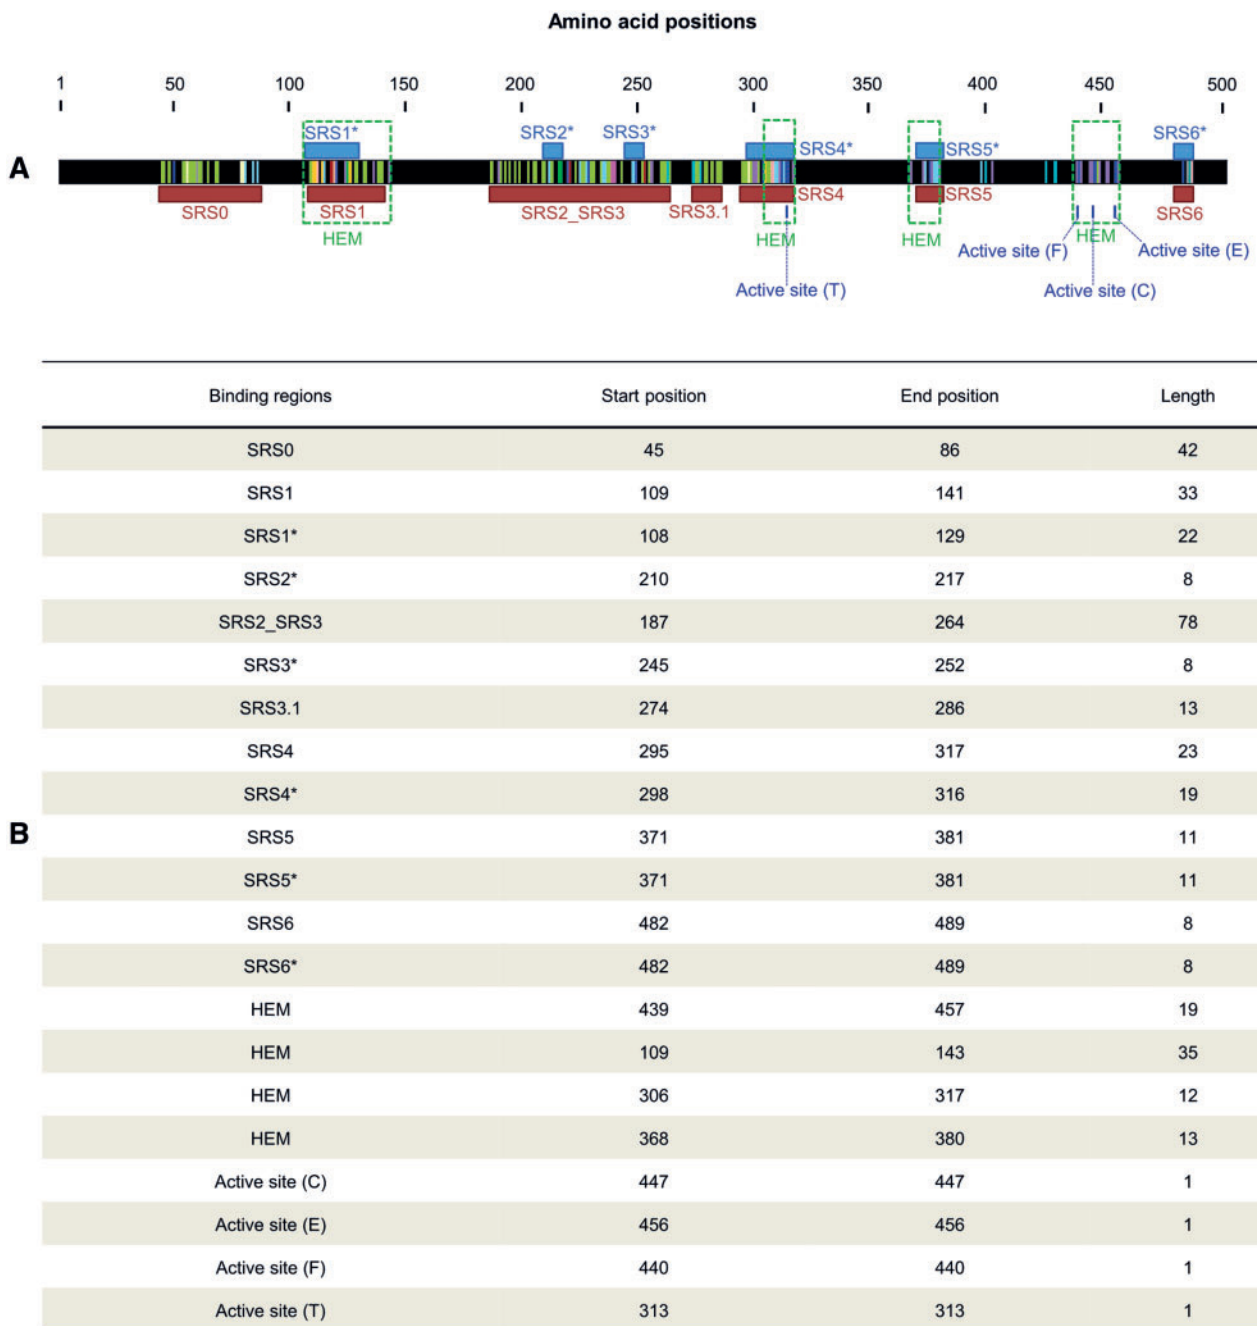 Amino acid positions
1 50 100 150 200 250 300 350 400 450 500
SRS1* SRS2* SRS3* SRS4* SRS5* SRS6*
A
SRS0 SRS1 SRS2_SRS3 SRS3.1 SRS4 SRS5 SRS6
HEM HEM HEM HEM
Active site (F) Active site (E)
Active site (T) Active site (C)
B
Binding regions Start position End position Length
SRS0 45 86 42
SRS1 109 141 33
SRS1* 108 129 22
SRS2* 210 217 8
SRS2_SRS3 187 264 78
SRS3* 245 252 8
SRS3.1 274 286 13
SRS4 295 317 23
SRS4* 298 316 19
SRS5 371 381 11
SRS5* 371 381 11
SRS6 482 489 8
SRS6* 482 489 8
HEM 439 457 19
HEM 109 143 35
HEM 306 317 12
HEM 368 380 13
Active site (C) 447 447 1
Active site (E) 456 456 1
Active site (F) 440 440 1
Active site (T) 313 313 1